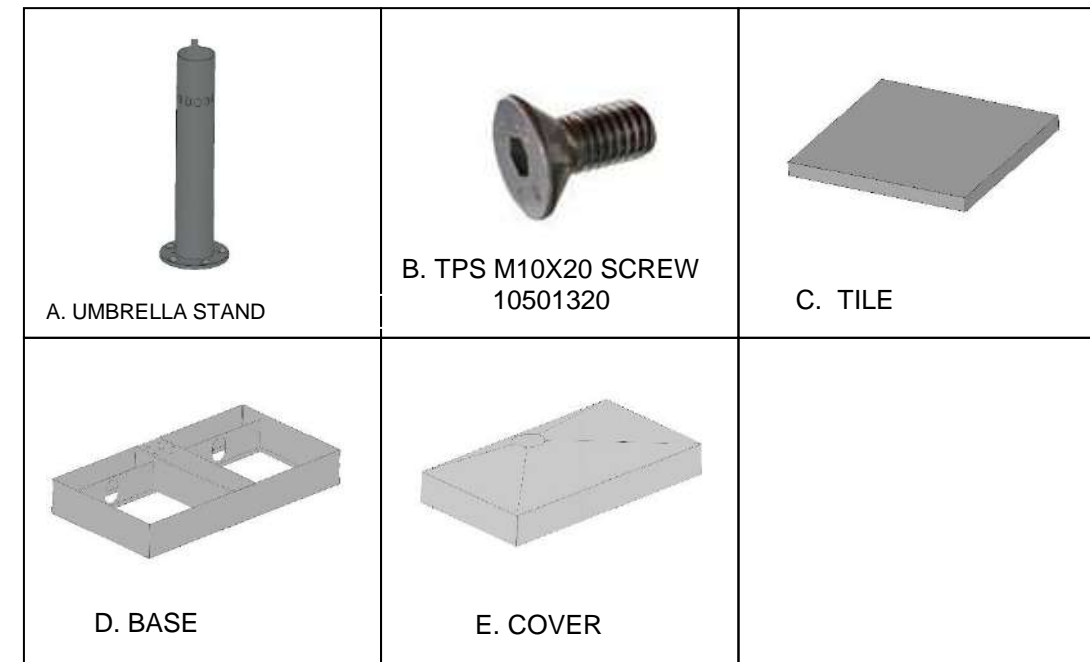 A. UMBRELLA STAND
B. TPS M10X20 SCREW
10501320
C. TILE
D. BASE
E. COVER